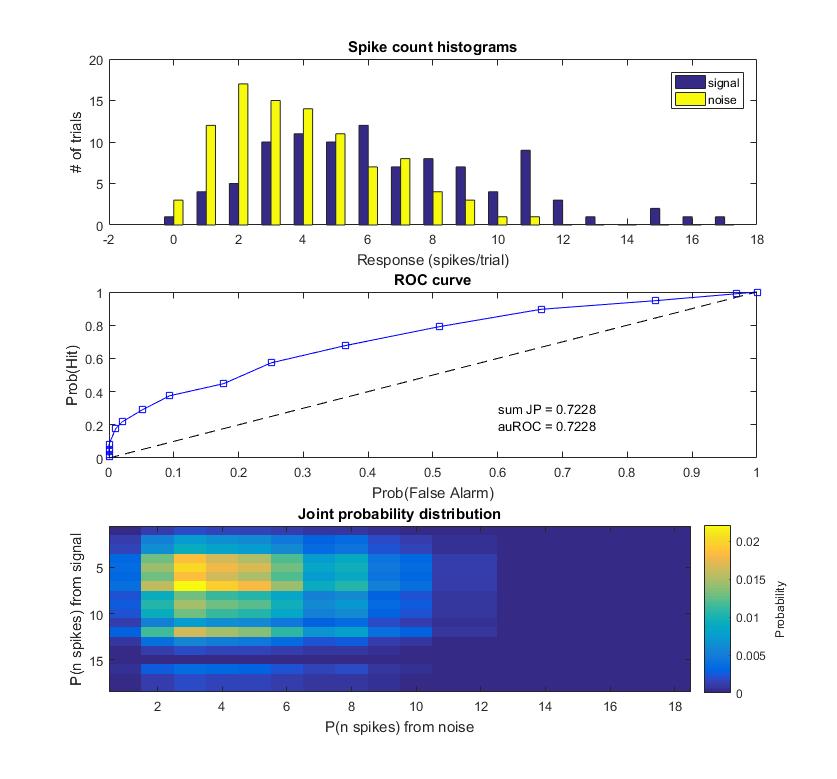 Spike count histograms
20
15
10
5
0
# of trials
signal
noise
-2 0 2 4 6 8 10 12 14 16 18
Response (spikes/trial)
ROC curve
1
0.8
0.6
0.4
0.2
0
Prob(Hit)
sum JP = 0.7228
auROC = 0.7228
0 0.1 0.2 0.3 0.4 0.5 0.6 0.7 0.8 0.9 1
Prob(False Alarm)
Joint probability distribution
5
10
15
P(n spikes) from signal
2 4 6 8 10 12 14 16 18
P(n spikes) from noise
0.02
0.015
0.01
0.005
0
Probability